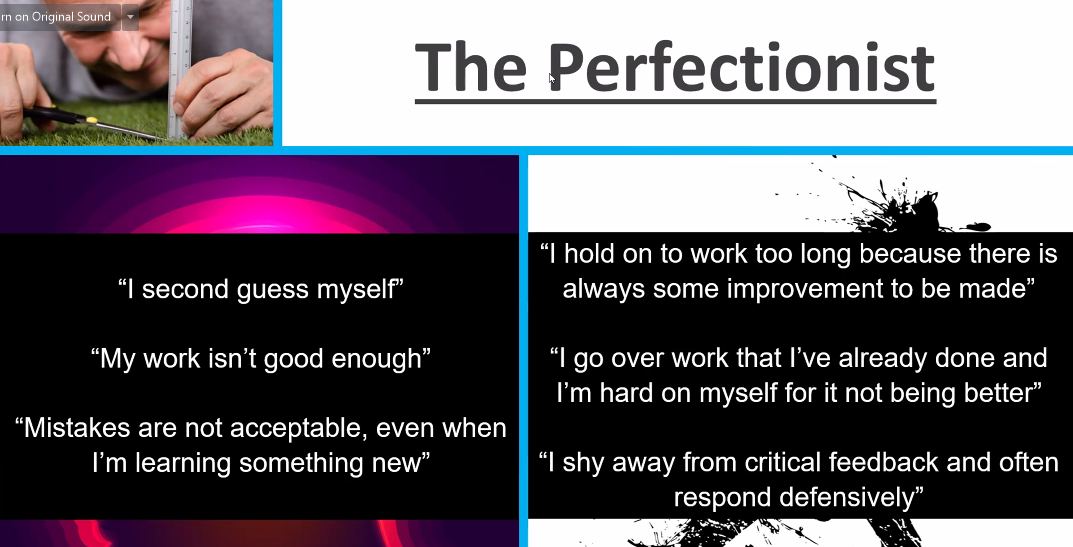 rn on Original Sound
The Perfectionist
“I second guess myself”
“My work isn’t good enough”
“Mistakes are not acceptable, even when
I’m learning something new”
“I hold on to work too long because there is
always some improvement to be made”
“I go over work that I’ve already done and
I’m hard on myself for it not being better”
“I shy away from critical feedback and often
respond defensively”